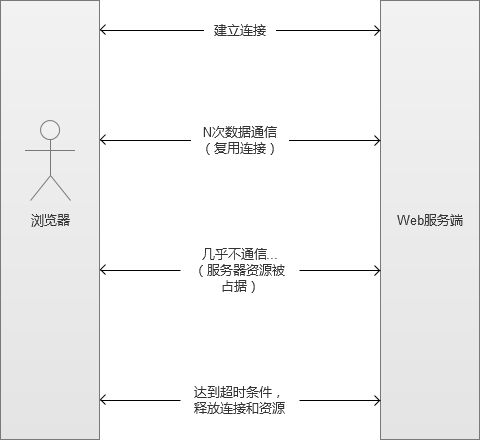 建立连接
N次数据通信
（复用连接）
浏览器
Web服务端
几乎不通信...
（服务器资源被
占据）
达到超时条件，
释放连接和资源